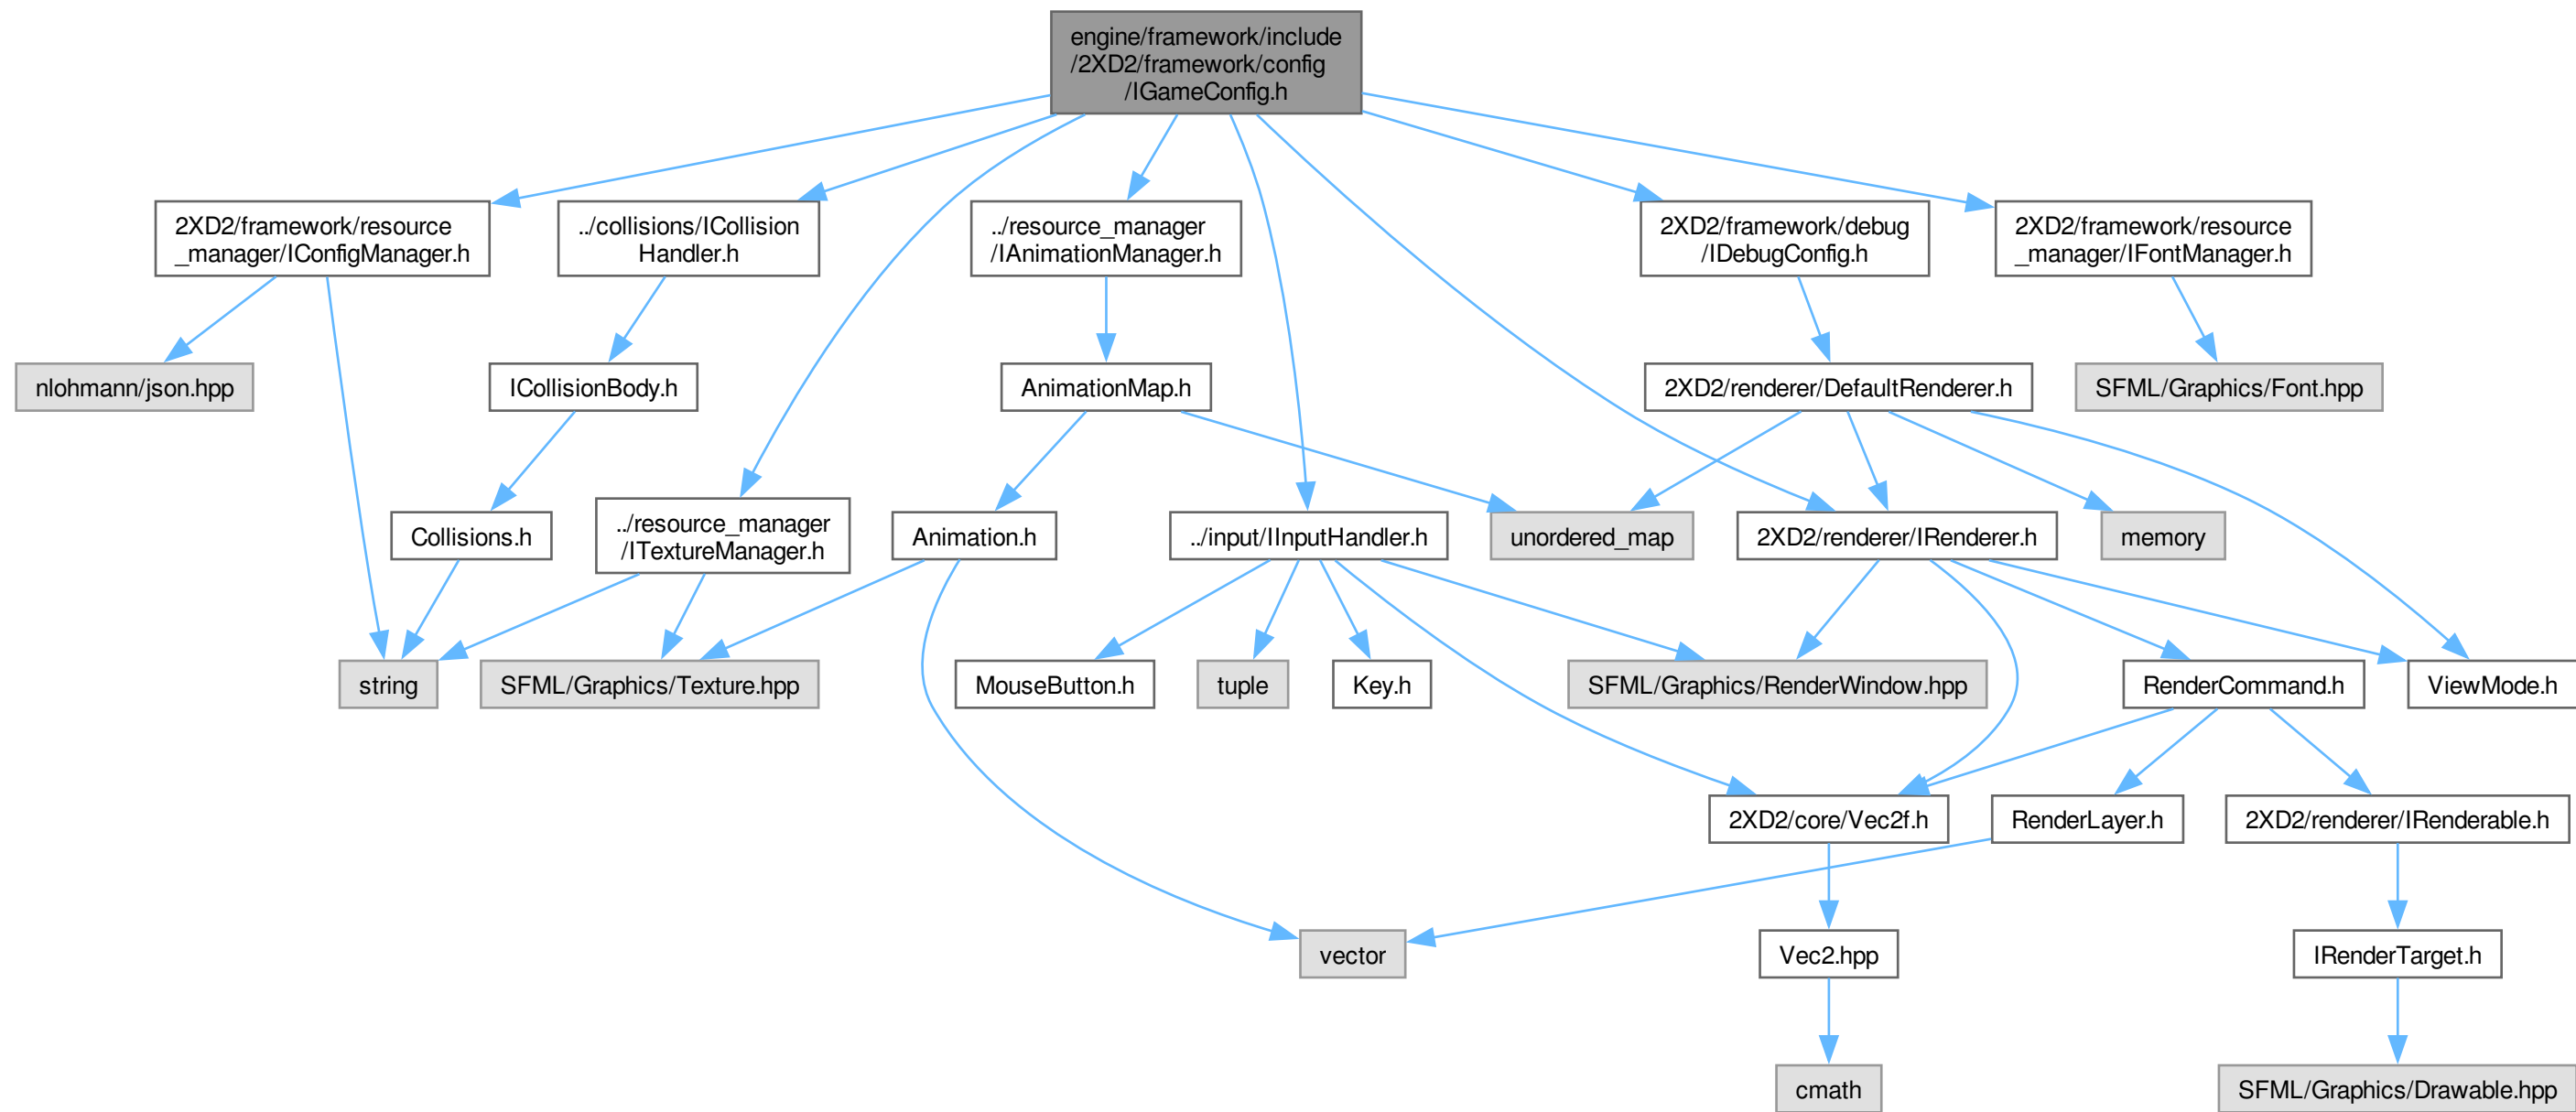 engine/framework/include
/2XD2/framework/config
/IGameConfig.h
2XD2/framework/resource
_manager/IConfigManager.h
../collisions/ICollision
Handler.h
../resource_manager
/IAnimationManager.h
2XD2/framework/debug
/IDebugConfig.h
2XD2/framework/resource
_manager/IFontManager.h
nlohmann/json.hpp
ICollisionBody.h
AnimationMap.h
2XD2/renderer/DefaultRenderer.h
SFML/Graphics/Font.hpp
Collisions.h
../resource_manager
/ITextureManager.h
Animation.h
../input/IInputHandler.h
unordered_map
2XD2/renderer/IRenderer.h
memory
string
SFML/Graphics/Texture.hpp
MouseButton.h
tuple
Key.h
SFML/Graphics/RenderWindow.hpp
RenderCommand.h
ViewMode.h
2XD2/core/Vec2f.h
RenderLayer.h
2XD2/renderer/IRenderable.h
vector
Vec2.hpp
IRenderTarget.h
cmath
SFML/Graphics/Drawable.hpp